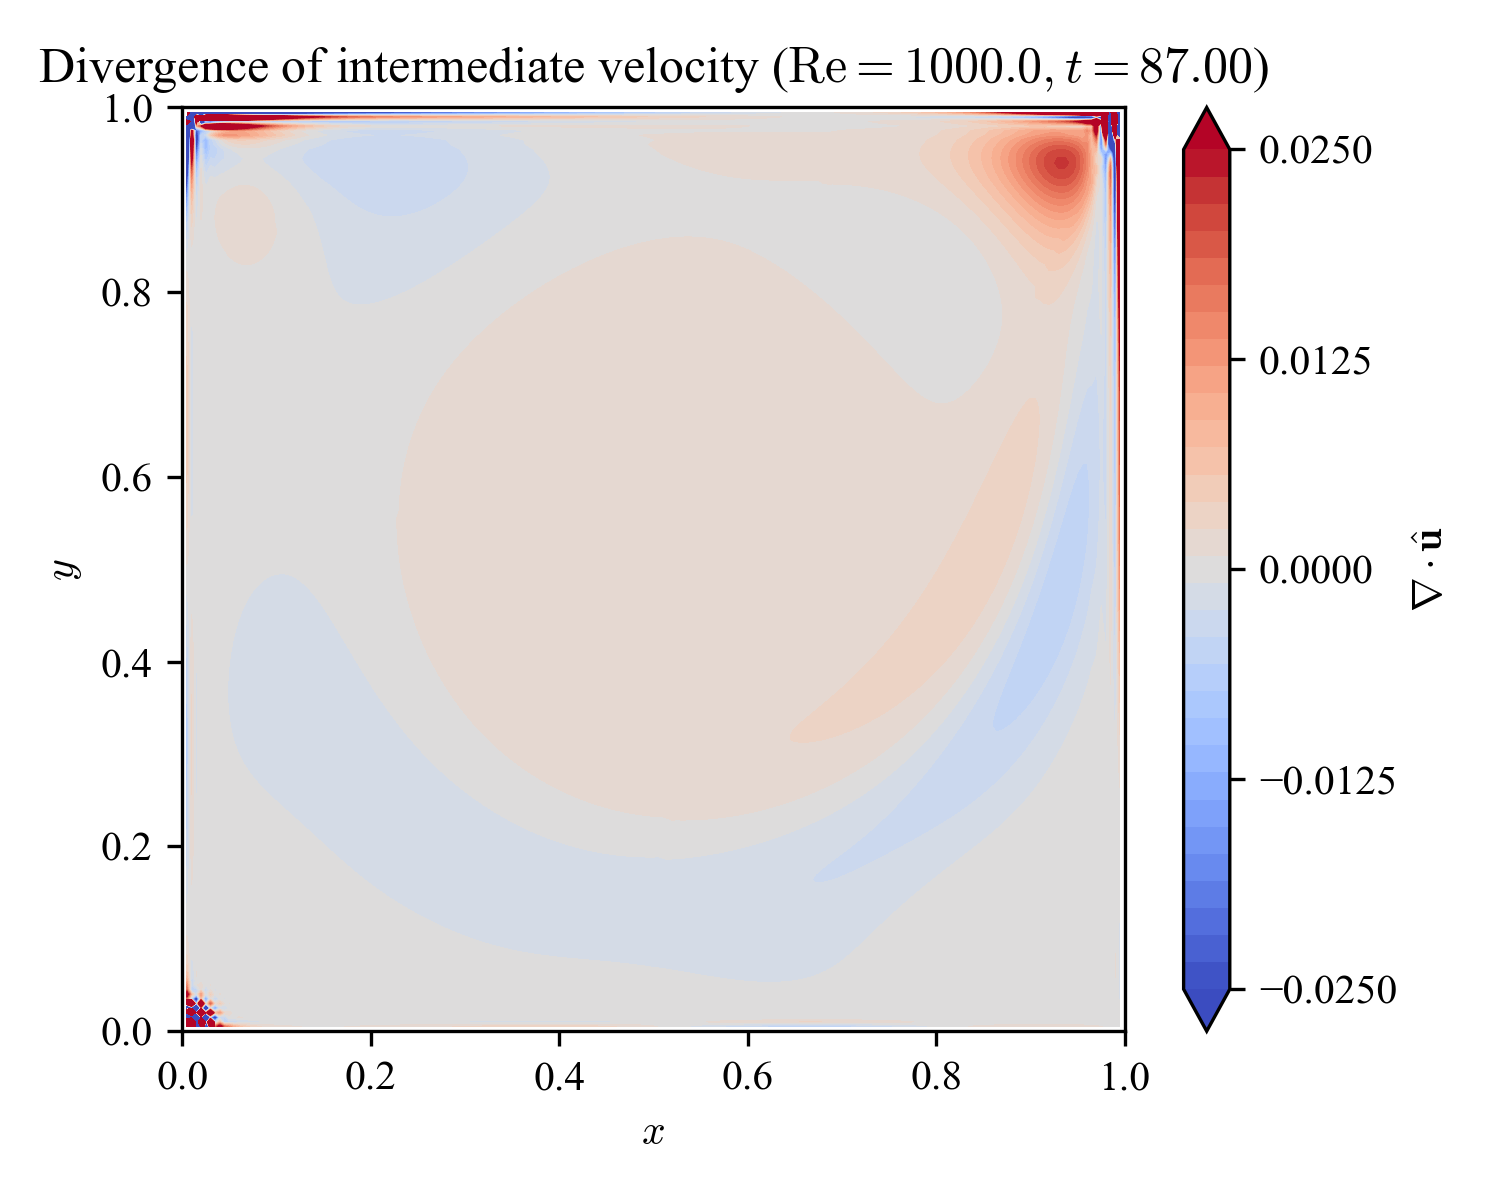 Divergence of intermediate velocity (Re = 1000.0, t = 87.00)
1.0
0.8
0.6
0.4
0.2
0.0
y
0.0 0.2 0.4 0.6 0.8 1.0
x
0.0250
0.0125
0.0000
−0.0125
−0.0250
∇ · û